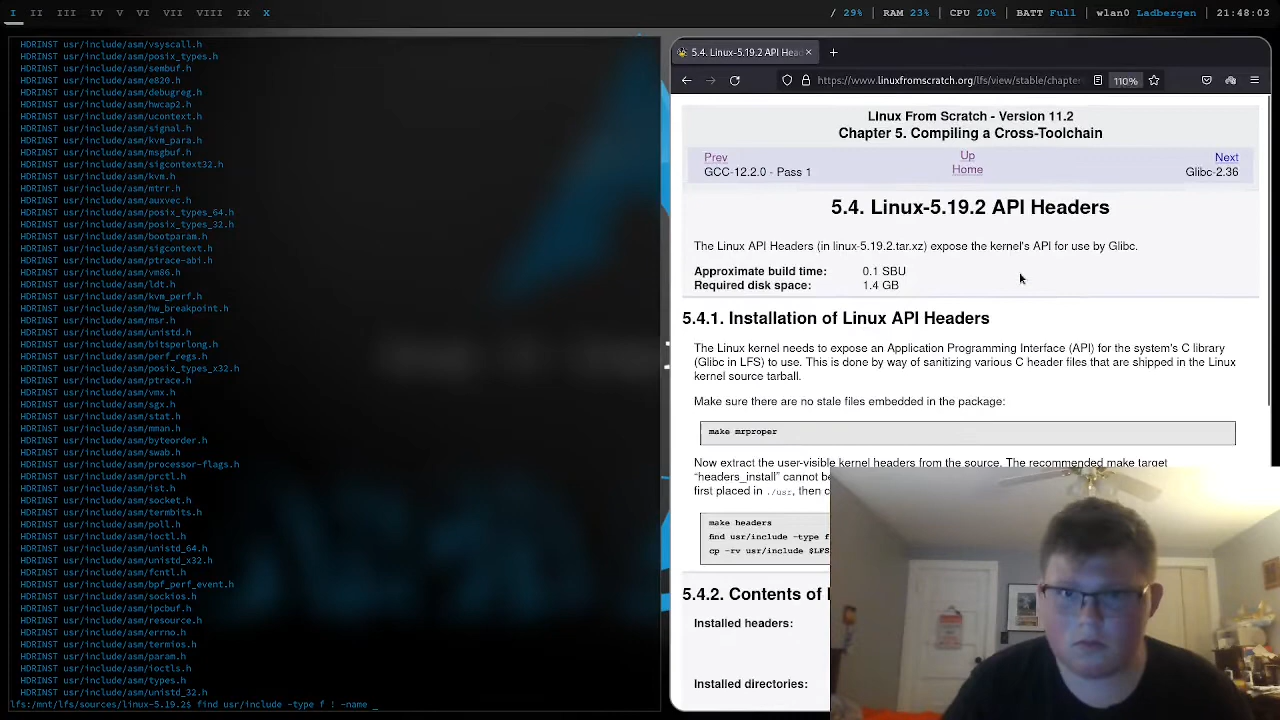 I II III IV V VI VII VIII IX X
/ 29% | RAM 23% | CPU 20% | BATT Full | wlan0 Ladbergen | 21:48:03
HDRINST usr/include/asm/vsyscall.h
HDRINST usr/include/asm/posix_types.h
HDRINST usr/include/asm/sembuf.h
HDRINST usr/include/asm/e820.h
HDRINST usr/include/asm/debugreg.h
HDRINST usr/include/asm/hwcap2.h
HDRINST usr/include/asm/ucontext.h
HDRINST usr/include/asm/signal.h
HDRINST usr/include/asm/kvm_para.h
HDRINST usr/include/asm/msgbuf.h
HDRINST usr/include/asm/sigcontext32.h
HDRINST usr/include/asm/kvm.h
HDRINST usr/include/asm/mtrr.h
HDRINST usr/include/asm/auxvec.h
HDRINST usr/include/asm/posix_types_64.h
HDRINST usr/include/asm/posix_types_32.h
HDRINST usr/include/asm/bootparam.h
HDRINST usr/include/asm/sigcontext.h
HDRINST usr/include/asm/ptrace-abi.h
HDRINST usr/include/asm/vm86.h
HDRINST usr/include/asm/ldt.h
HDRINST usr/include/asm/kvm_perf.h
HDRINST usr/include/asm/hw_breakpoint.h
HDRINST usr/include/asm/msr.h
HDRINST usr/include/asm/unistd.h
HDRINST usr/include/asm/bitsperlong.h
HDRINST usr/include/asm/perf_regs.h
HDRINST usr/include/asm/posix_types_x32.h
HDRINST usr/include/asm/ptrace.h
HDRINST usr/include/asm/vmx.h
HDRINST usr/include/asm/sgx.h
HDRINST usr/include/asm/stat.h
HDRINST usr/include/asm/mman.h
HDRINST usr/include/asm/byteorder.h
HDRINST usr/include/asm/swab.h
HDRINST usr/include/asm/processor-flags.h
HDRINST usr/include/asm/prctl.h
HDRINST usr/include/asm/ist.h
HDRINST usr/include/asm/socket.h
HDRINST usr/include/asm/termbits.h
HDRINST usr/include/asm/poll.h
HDRINST usr/include/asm/ioctl.h
HDRINST usr/include/asm/unistd_64.h
HDRINST usr/include/asm/unistd_x32.h
HDRINST usr/include/asm/fcntl.h
HDRINST usr/include/asm/bpf_perf_event.h
HDRINST usr/include/asm/sockios.h
HDRINST usr/include/asm/ipcbuf.h
HDRINST usr/include/asm/resource.h
HDRINST usr/include/asm/errno.h
HDRINST usr/include/asm/termios.h
HDRINST usr/include/asm/param.h
HDRINST usr/include/asm/ioctls.h
HDRINST usr/include/asm/types.h
HDRINST usr/include/asm/unistd_32.h
lfs:/mnt/lfs/sources/linux-5.19.2$ find usr/include -type f ! -name _
5.4. Linux-5.19.2 API Head
https://www.linuxfromscratch.org/lfs/view/stable/chapter 110%
Linux From Scratch - Version 11.2
Chapter 5. Compiling a Cross-Toolchain
Prev Up Next
GCC-12.2.0 - Pass 1 Home Glibc-2.36
5.4. Linux-5.19.2 API Headers
The Linux API Headers (in linux-5.19.2.tar.xz) expose the kernel's API for use by Glibc.
Approximate build time: 0.1 SBU
Required disk space: 1.4 GB
5.4.1. Installation of Linux API Headers
The Linux kernel needs to expose an Application Programming Interface (API) for the system's C library
(Glibc in LFS) to use. This is done by way of sanitizing various C header files that are shipped in the Linux
kernel source tarball.
Make sure there are no stale files embedded in the package:
make mrproper
Now extract the user-visible kernel headers from the source. The recommended make target
“headers_install” cannot be
first placed in ./usr, then c
make headers
find usr/include -type f
cp -rv usr/include $LFS
5.4.2. Contents of
Installed headers:
Installed directories: